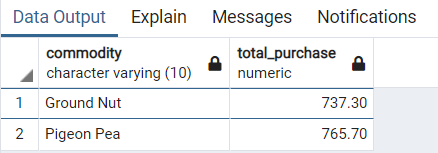 Data Output Explain Messages Notifications
commodity total_purchase
character varying (10) numeric
1 Ground Nut 737.30
2 Pigeon Pea 765.70